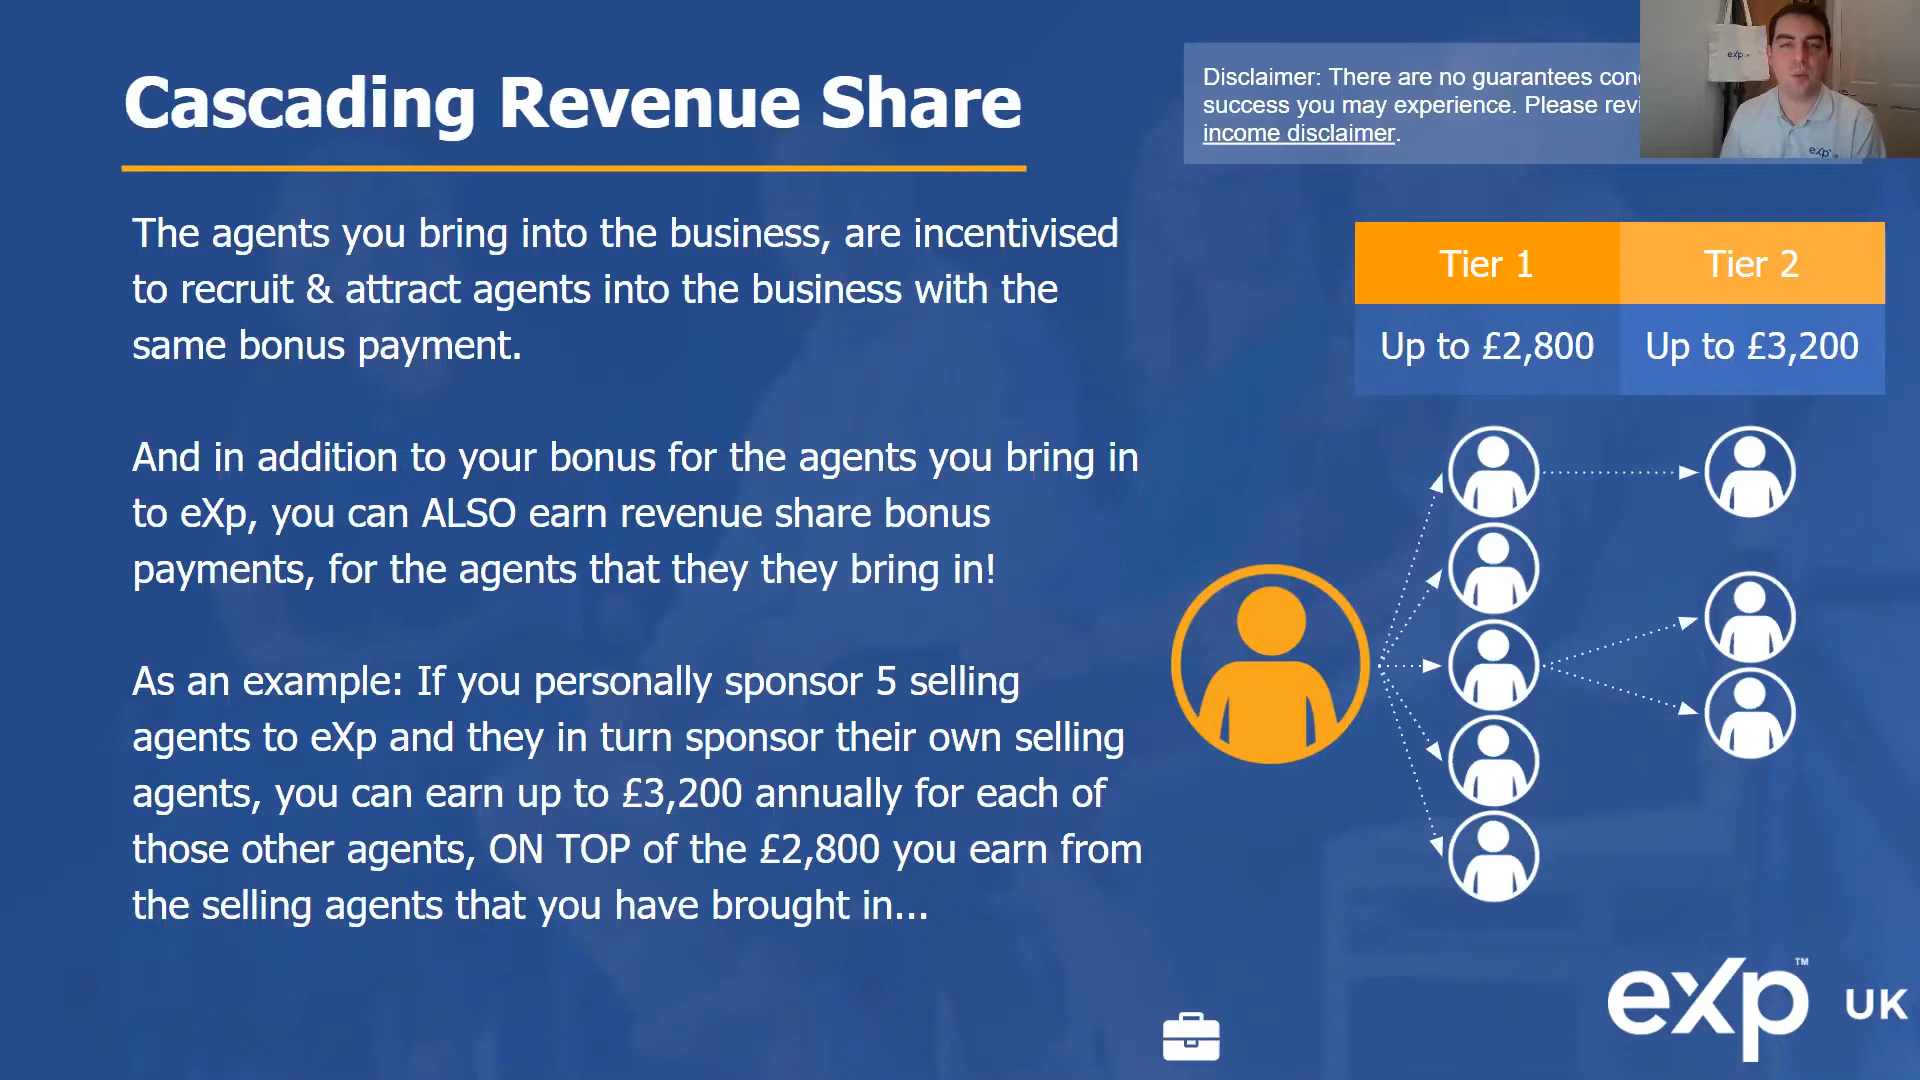 Cascading Revenue Share
Disclaimer: There are no guarantees
success you may experience. Please
income disclaimer.
The agents you bring into the business, are incentivised
to recruit & attract agents into the business with the
same bonus payment.
And in addition to your bonus for the agents you bring in
to eXp, you can ALSO earn revenue share bonus
payments, for the agents that they they bring in!
As an example: If you personally sponsor 5 selling
agents to eXp and they in turn sponsor their own selling
agents, you can earn up to £3,200 annually for each of
those other agents, ON TOP of the £2,800 you earn from
the selling agents that you have brought in...
Tier 1 Tier 2
Up to £2,800 Up to £3,200
eXp
eXp
eXp™ UK